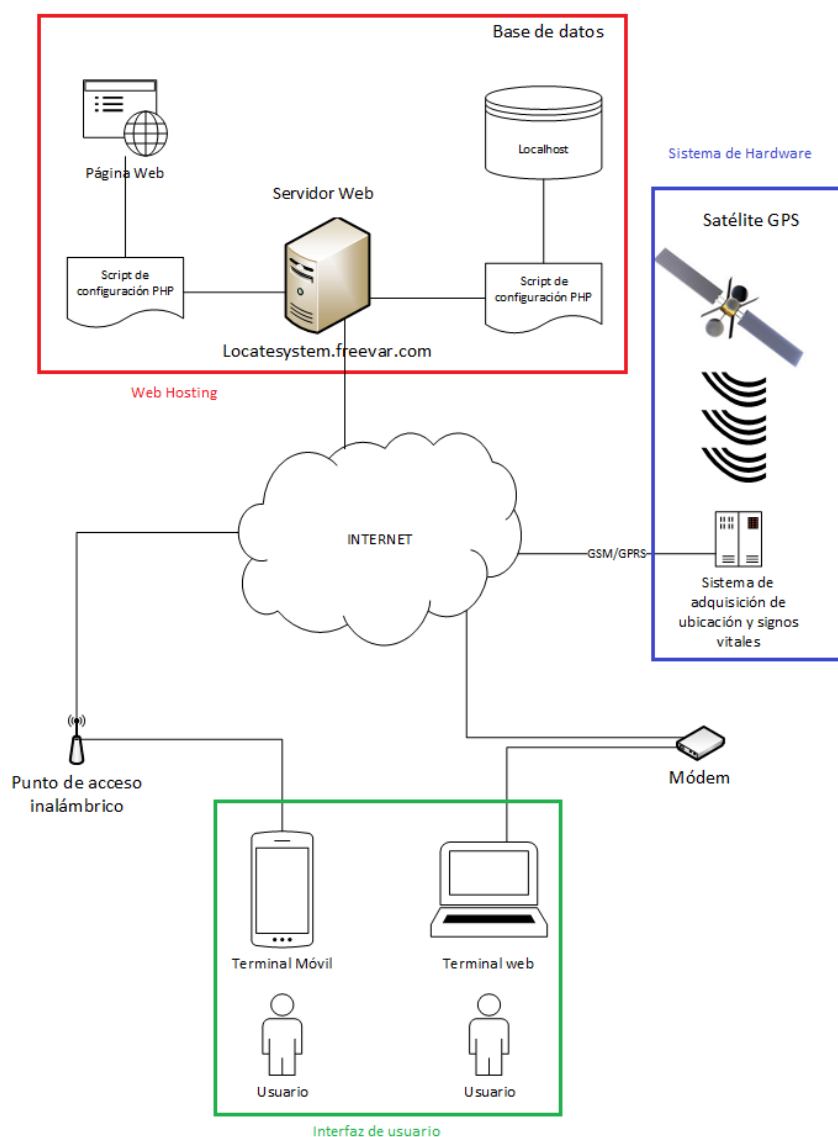 Base de datos
Página Web
Localhost
Sistema de Hardware
Servidor Web
Satélite GPS
Script de
configuración PHP
Script de
configuración PHP
Locatesystem.freevar.com
Web Hosting
INTERNET
GSM/GPRS
Sistema de
adquisición de
ubicación y signos
vitales
Punto de acceso
inalámbrico
Módem
Terminal Móvil
Terminal web
Usuario
Usuario
Interfaz de usuario